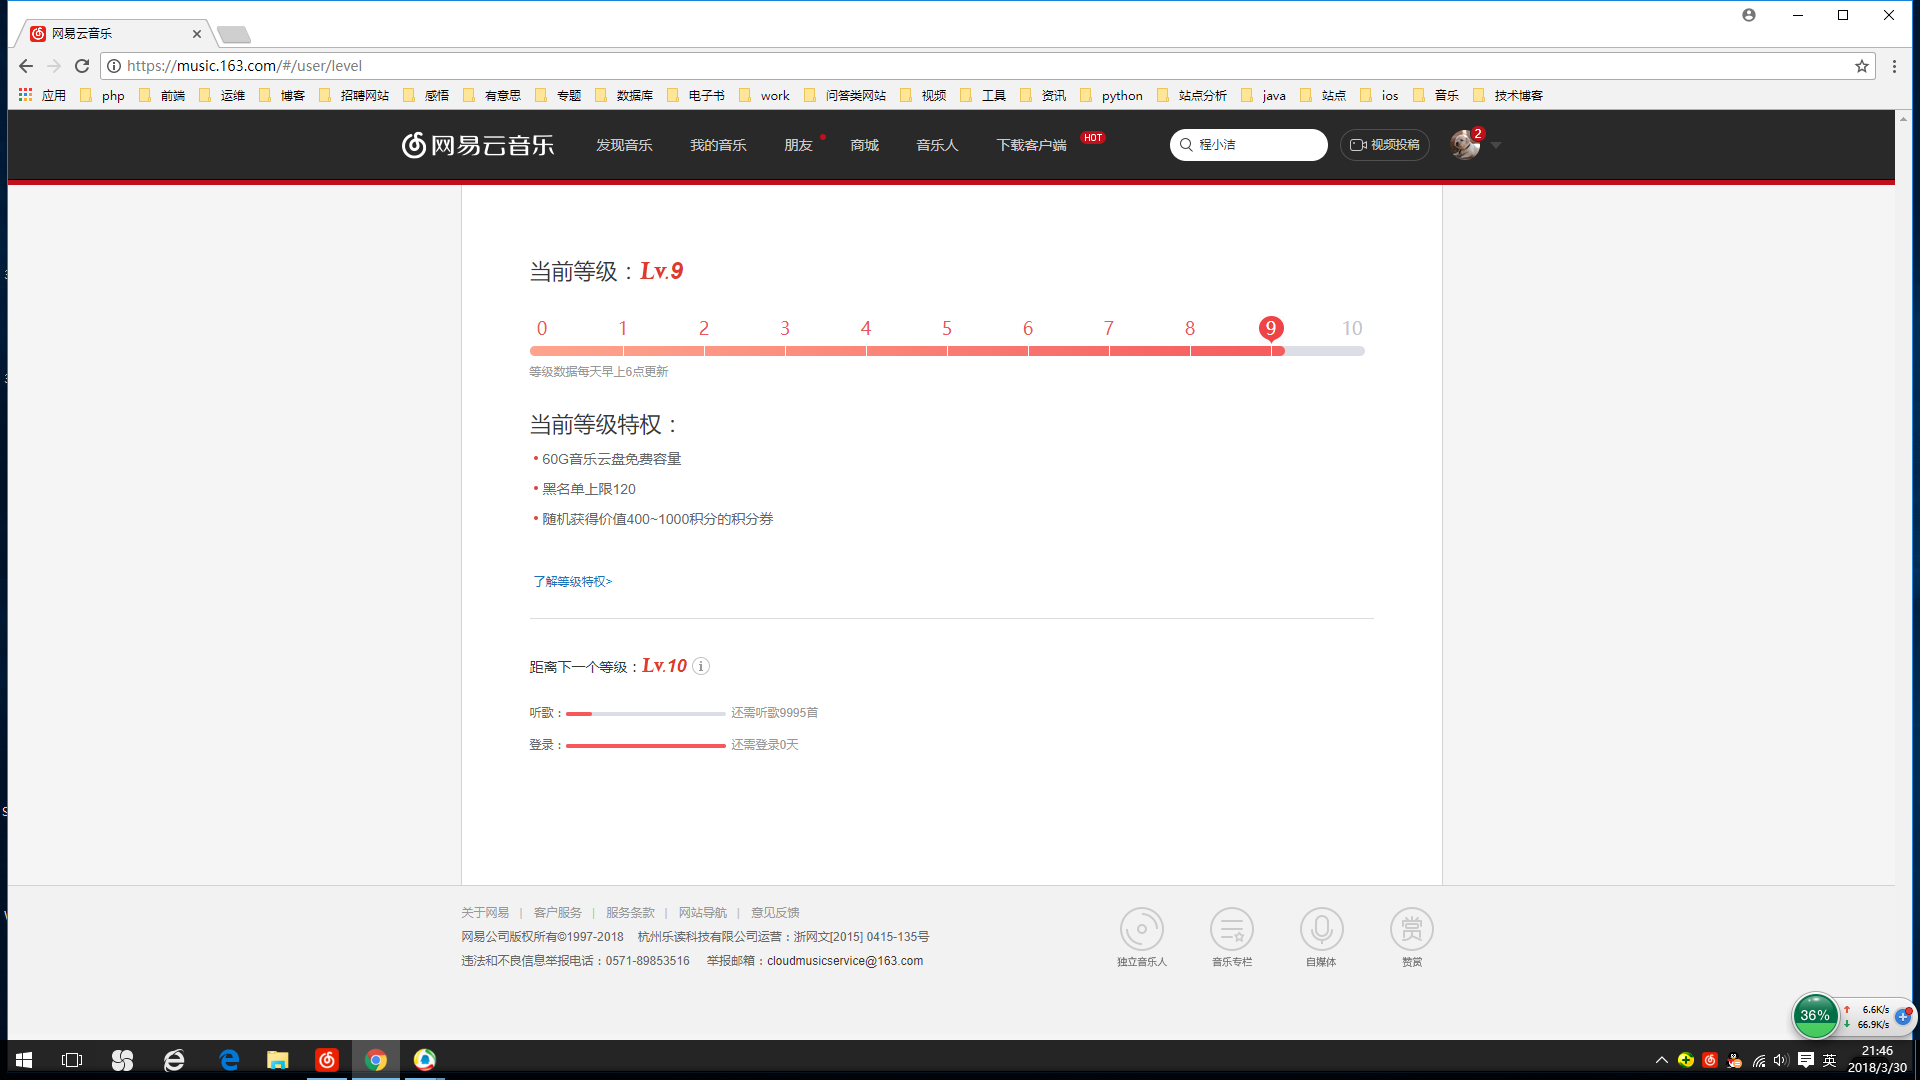 网易云音乐
https://music.163.com/#/user/level
应用 php 前端 运维 博客 招聘网站 感悟 有意思 专题 数据库 电子书 work 问答类网站 视频 工具 资讯 python 站点分析 java 站点 ios 音乐 技术博客
网易云音乐 发现音乐 我的音乐 朋友 商城 音乐人 下载客户端 HOT 程小洁 视频投稿 2
当前等级：Lv.9
0 1 2 3 4 5 6 7 8 9 10
等级数据每天早上6点更新
当前等级特权：
60G音乐云盘免费容量
黑名单上限120
随机获得价值400~1000积分的积分券
了解等级特权>
距离下一个等级：Lv.10
听歌： 还需听歌9995首
登录： 还需登录0天
关于网易 | 客户服务 | 服务条款 | 网站导航 | 意见反馈
网易公司版权所有©1997-2018 杭州乐读科技有限公司运营：浙网文[2015] 0415-135号
违法和不良信息举报电话：0571-89853516 举报邮箱：cloudmusicservice@163.com
独立音乐人 音乐专栏 自媒体 赏 赞赏
36% 6.6K/s
66.9K/s
英 21:46
2018/3/30